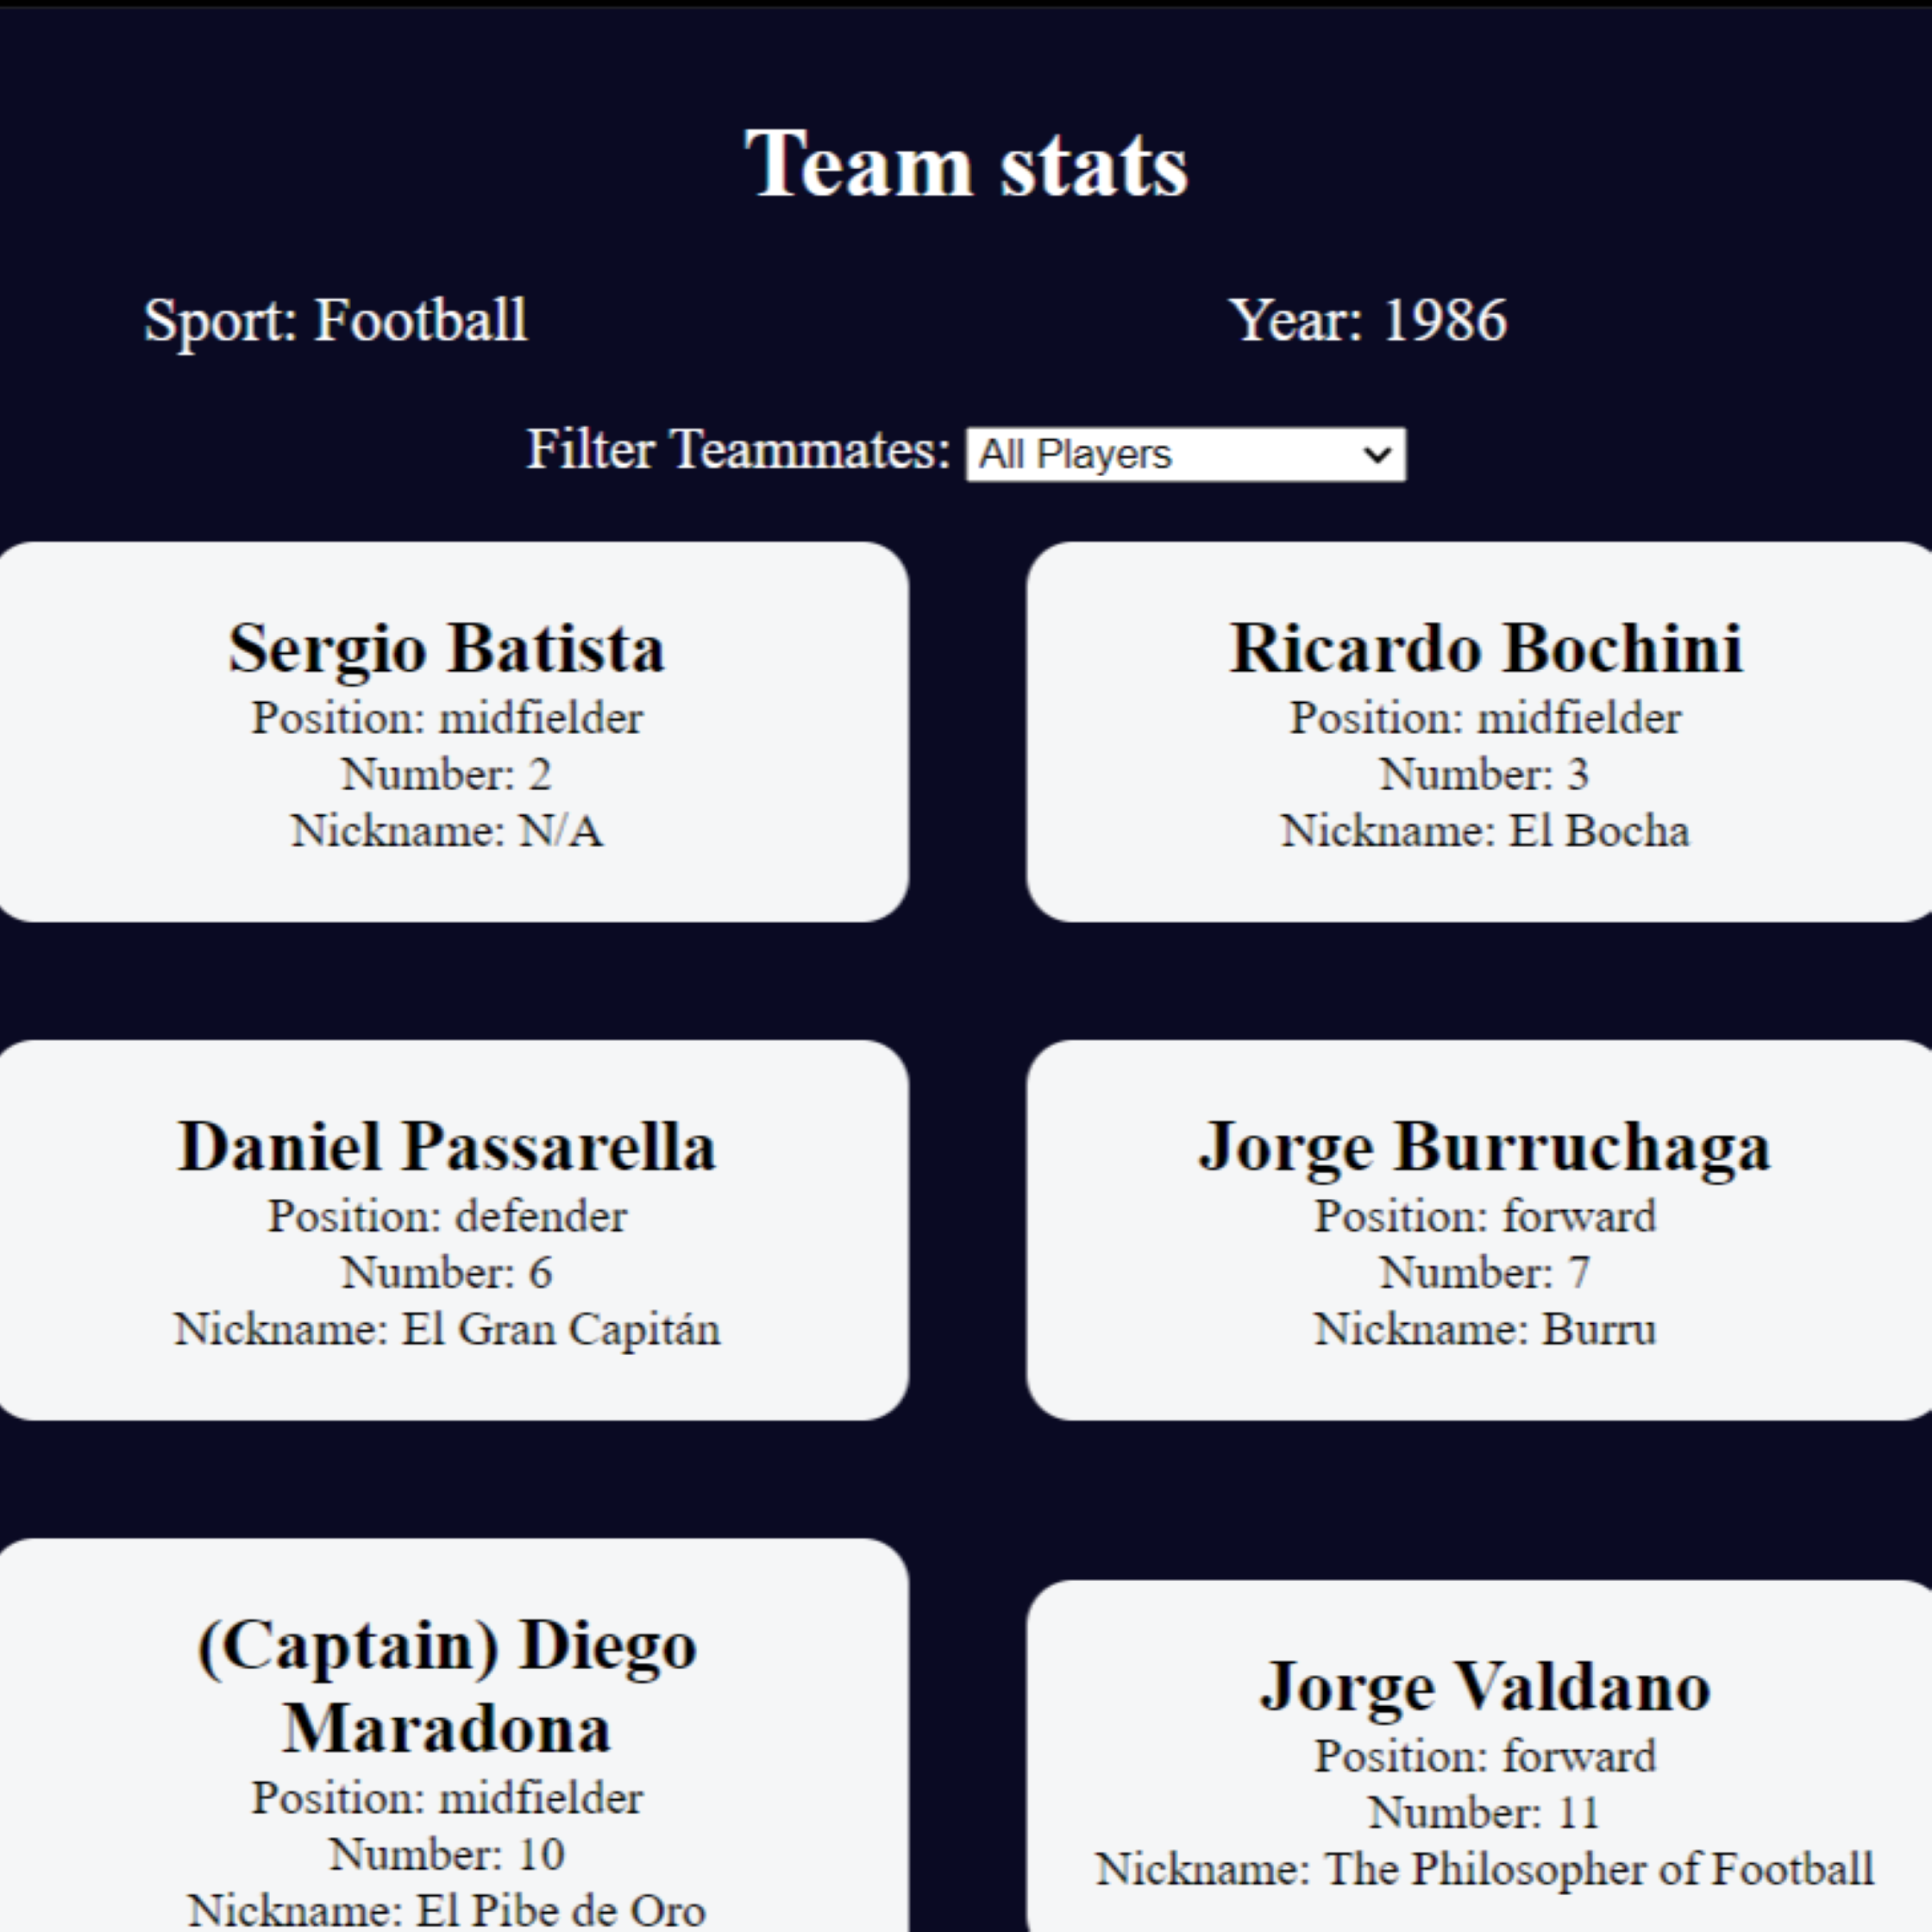 Team stats
Sport: Football
Year: 1986
Filter Teammates: All Players
Sergio Batista
Position: midfielder
Number: 2
Nickname: N/A
Ricardo Bochini
Position: midfielder
Number: 3
Nickname: El Bocha
Daniel Passarella
Position: defender
Number: 6
Nickname: El Gran Capitán
Jorge Burruchaga
Position: forward
Number: 7
Nickname: Burru
(Captain) Diego
Maradona
Position: midfielder
Number: 10
Nickname: El Pibe de Oro
Jorge Valdano
Position: forward
Number: 11
Nickname: The Philosopher of Football